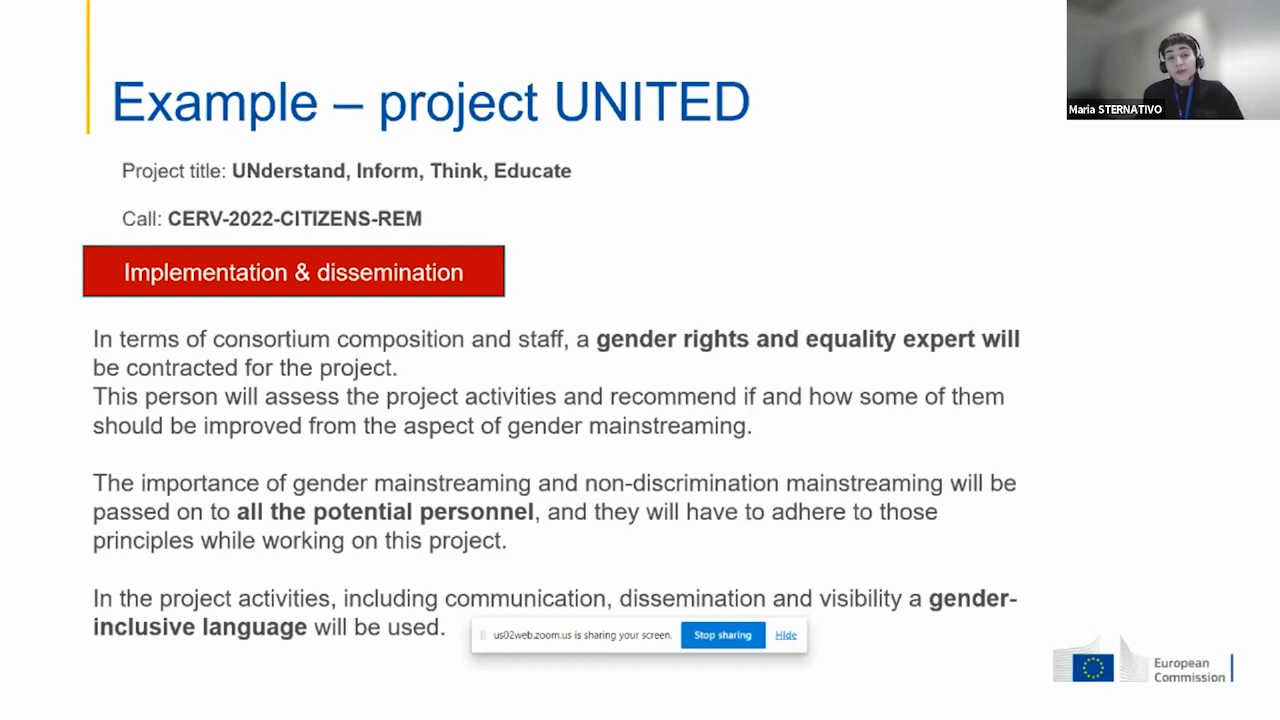 Example – project UNITED
Maria STERNATIVO
Project title: UNderstand, Inform, Think, Educate
Call: CERV-2022-CITIZENS-REM
Implementation & dissemination
In terms of consortium composition and staff, a gender rights and equality expert will
be contracted for the project.
This person will assess the project activities and recommend if and how some of them
should be improved from the aspect of gender mainstreaming.
The importance of gender mainstreaming and non-discrimination mainstreaming will be
passed on to all the potential personnel, and they will have to adhere to those
principles while working on this project.
In the project activities, including communication, dissemination and visibility a gender-
inclusive language will be used.
us02web.zoom.us is sharing your screen. Stop sharing Hide
European
Commission